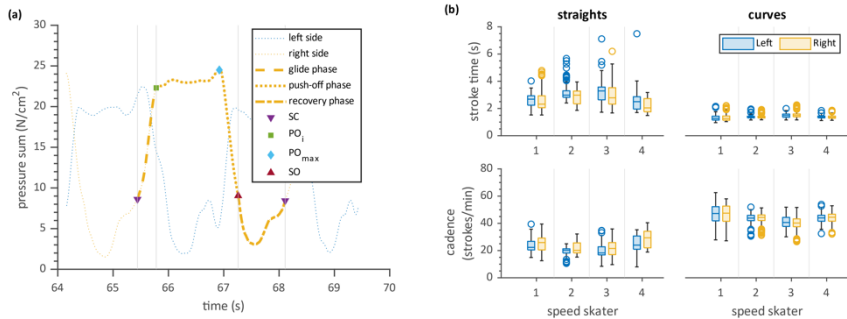 (a)
pressure sum (N/cm²)
30
25
20
15
10
5
0
64
65
66
67
68
69
70
time (s)
left side
right side
glide phase
push-off phase
recovery phase
SC
PO_i
PO_max
SO
(b)
straights
curves
Left
Right
stroke time (s)
8
6
4
2
0
1 2 3 4
1 2 3 4
cadence
(strokes/min)
80
60
40
20
0
1 2 3 4
1 2 3 4
speed skater
speed skater